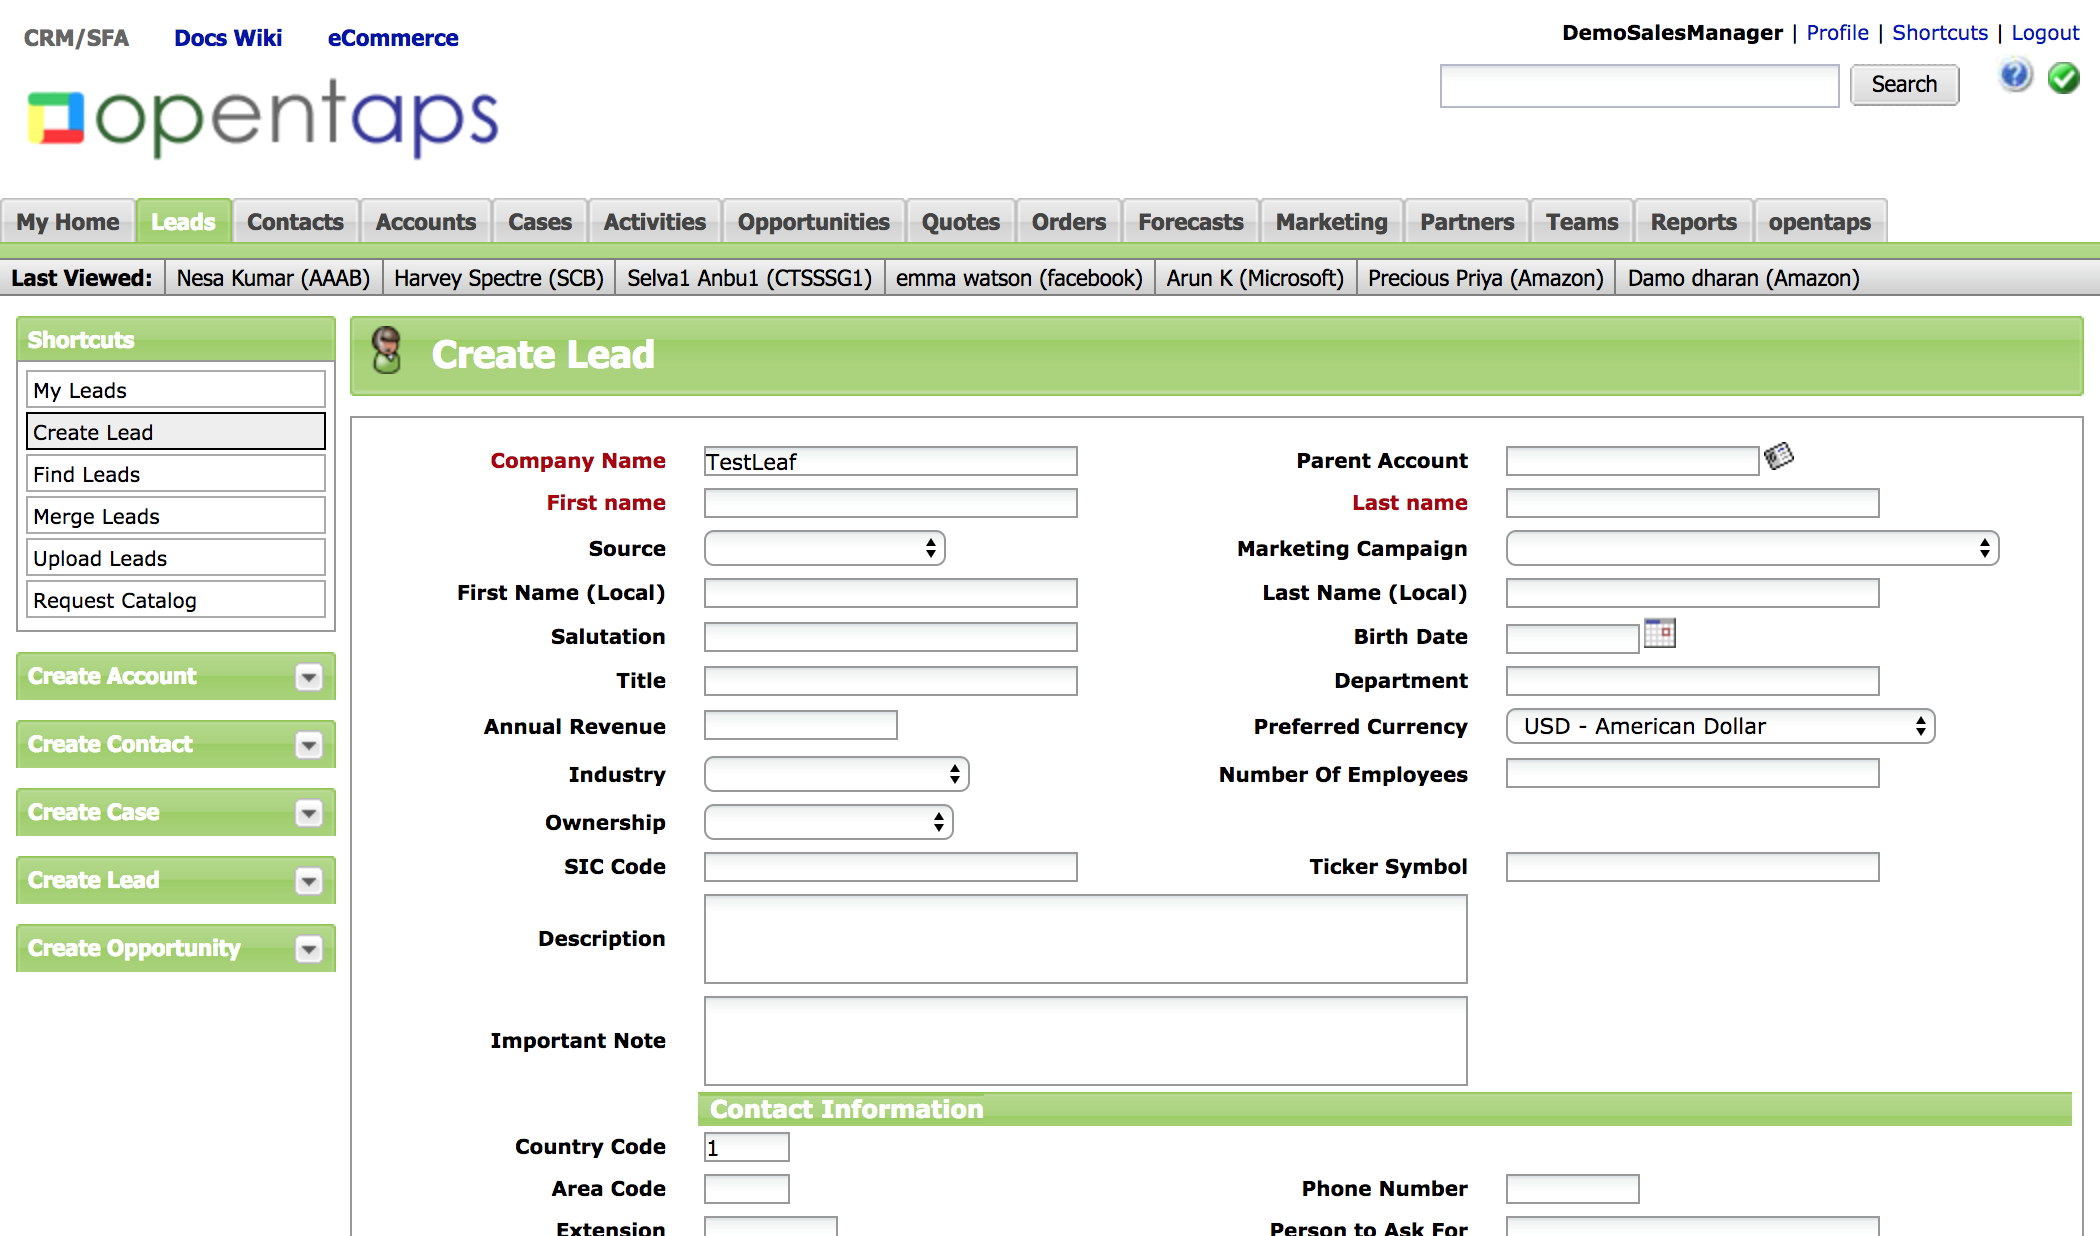 CRM/SFA Docs Wiki eCommerce
DemoSalesManager | Profile | Shortcuts | Logout
Search
opentaps
My Home Leads Contacts Accounts Cases Activities Opportunities Quotes Orders Forecasts Marketing Partners Teams Reports opentaps
Last Viewed: Nesa Kumar (AAAB) Harvey Spectre (SCB) Selva1 Anbu1 (CTSSSG1) emma watson (facebook) Arun K (Microsoft) Precious Priya (Amazon) Damo dharan (Amazon)
Shortcuts
My Leads
Create Lead
Find Leads
Merge Leads
Upload Leads
Request Catalog
Create Account
Create Contact
Create Case
Create Lead
Create Opportunity
Create Lead
Company Name TestLeaf Parent Account
First name Last name
Source Marketing Campaign
First Name (Local) Last Name (Local)
Salutation Birth Date
Title Department
Annual Revenue Preferred Currency USD - American Dollar
Industry Number Of Employees
Ownership
SIC Code Ticker Symbol
Description
Important Note
Contact Information
Country Code 1
Area Code Phone Number
Extension Person to Ask For